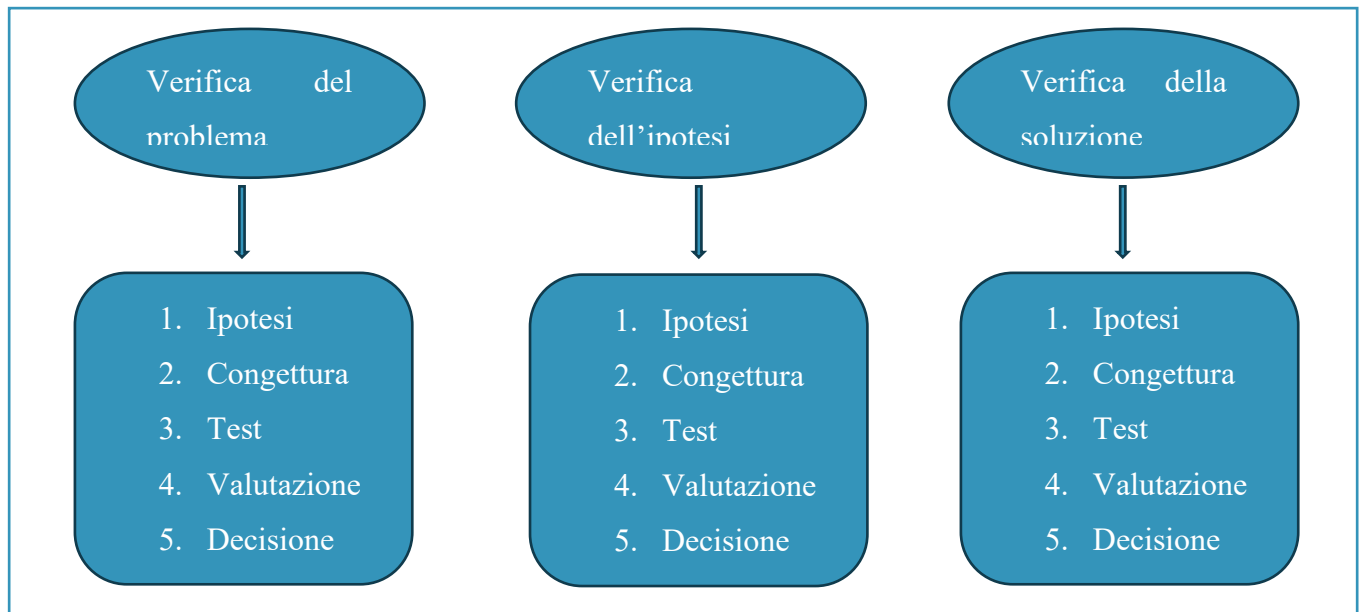 Verifica del
problema
Verifica
dell'ipotesi
Verifica della
soluzione
1. Ipotesi
2. Congettura
3. Test
4. Valutazione
5. Decisione
1. Ipotesi
2. Congettura
3. Test
4. Valutazione
5. Decisione
1. Ipotesi
2. Congettura
3. Test
4. Valutazione
5. Decisione